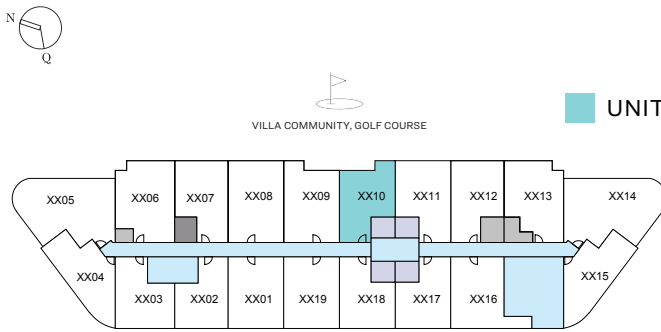 N
Q
VILLA COMMUNITY, GOLF COURSE
UNIT
XX05 XX06 XX07 XX08 XX09 XX10 XX11 XX12 XX13 XX14
XX04 XX03 XX02 XX01 XX19 XX18 XX17 XX16 XX15